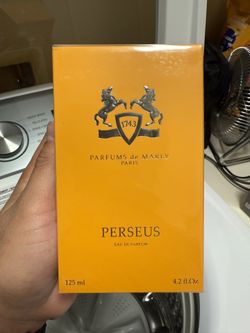 1743
PARFUMS de MARLY
PARIS
PERSEUS
EAU DE PARFUM
125 ml
4.2 fl.Oz